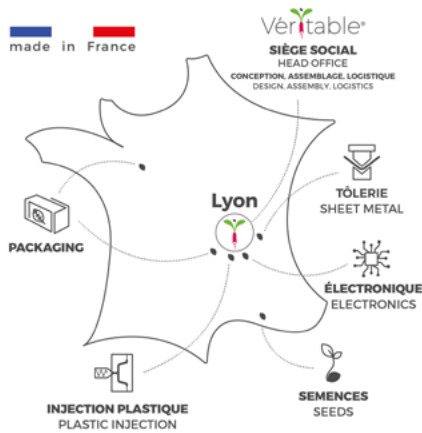 made in France
Véritable®
SIÈGE SOCIAL
HEAD OFFICE
CONCEPTION, ASSEMBLAGE, LOGISTIQUE
DESIGN, ASSEMBLY, LOGISTICS
Lyon
TÔLERIE
SHEET METAL
PACKAGING
ÉLECTRONIQUE
ELECTRONICS
INJECTION PLASTIQUE
PLASTIC INJECTION
SEMENCES
SEEDS